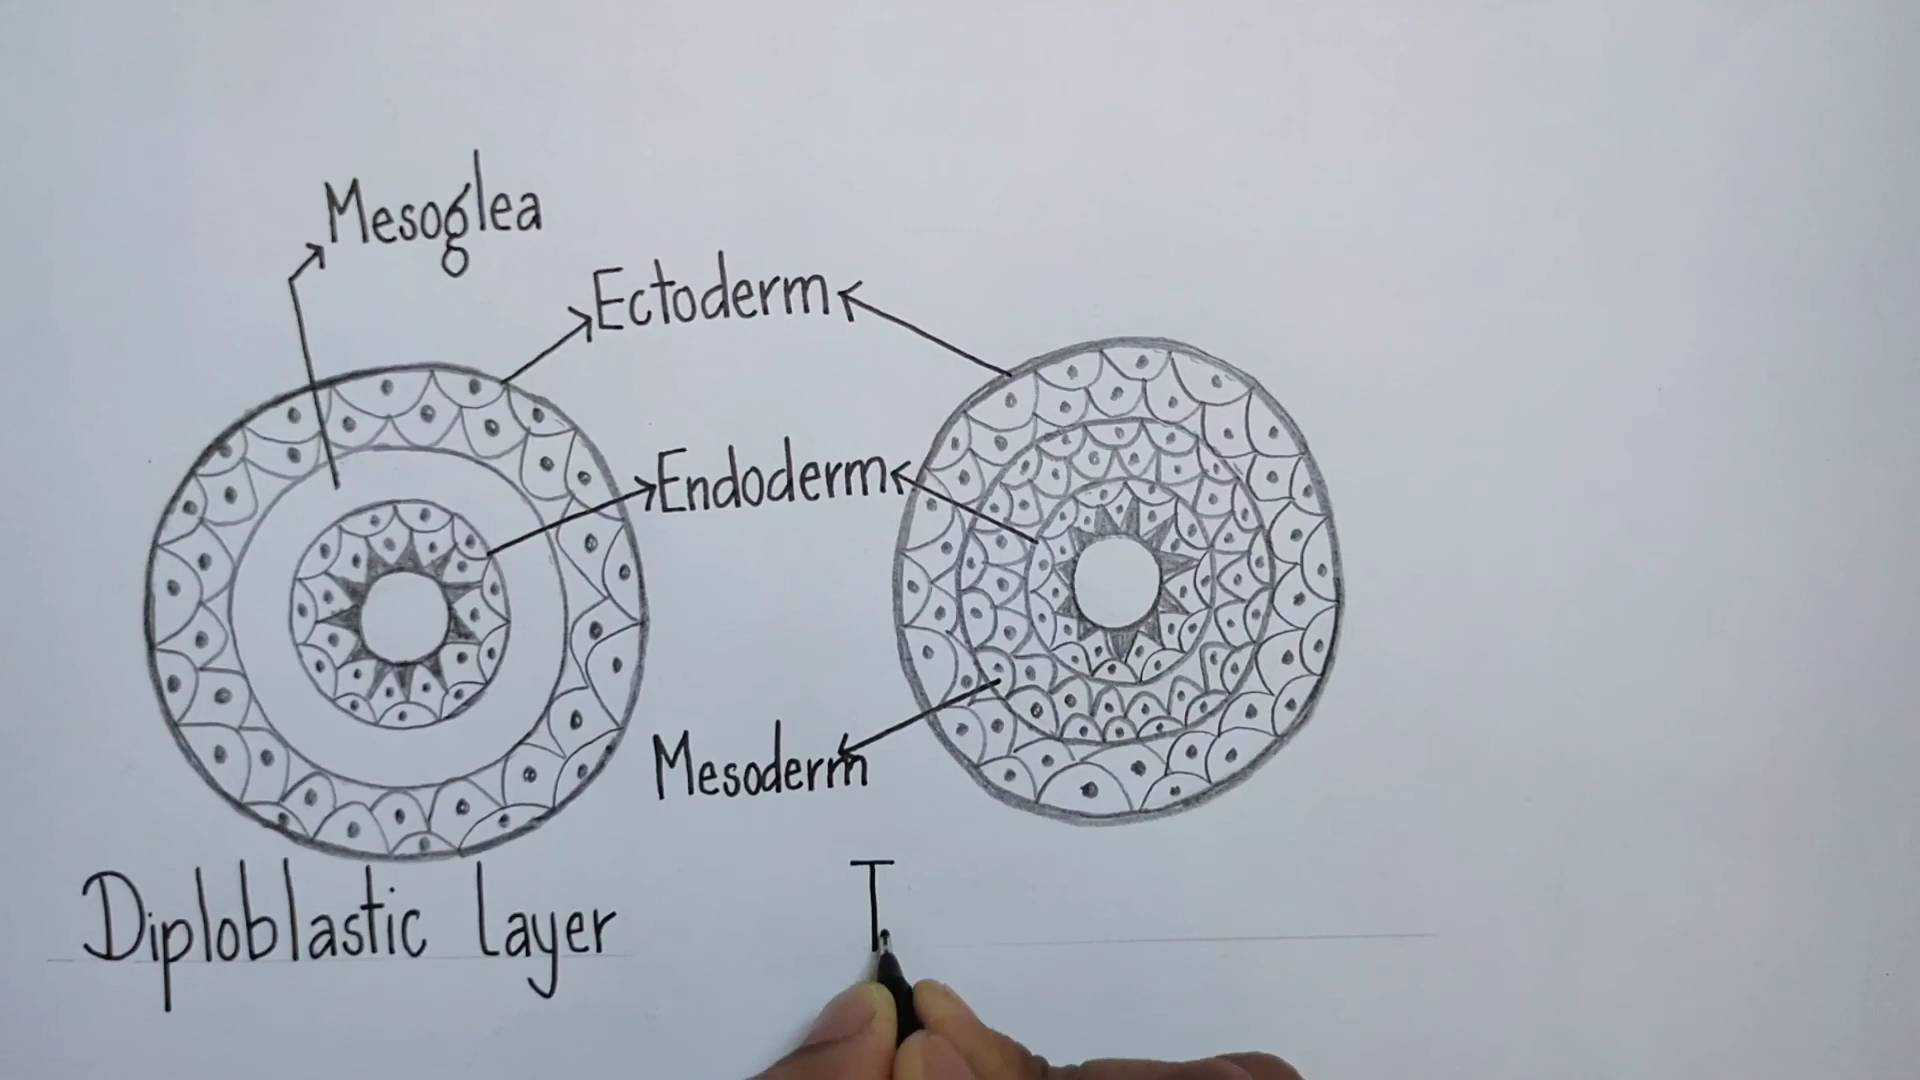 Mesoglea
Ectoderm
Endoderm
Mesoderm
Diploblastic Layer
T